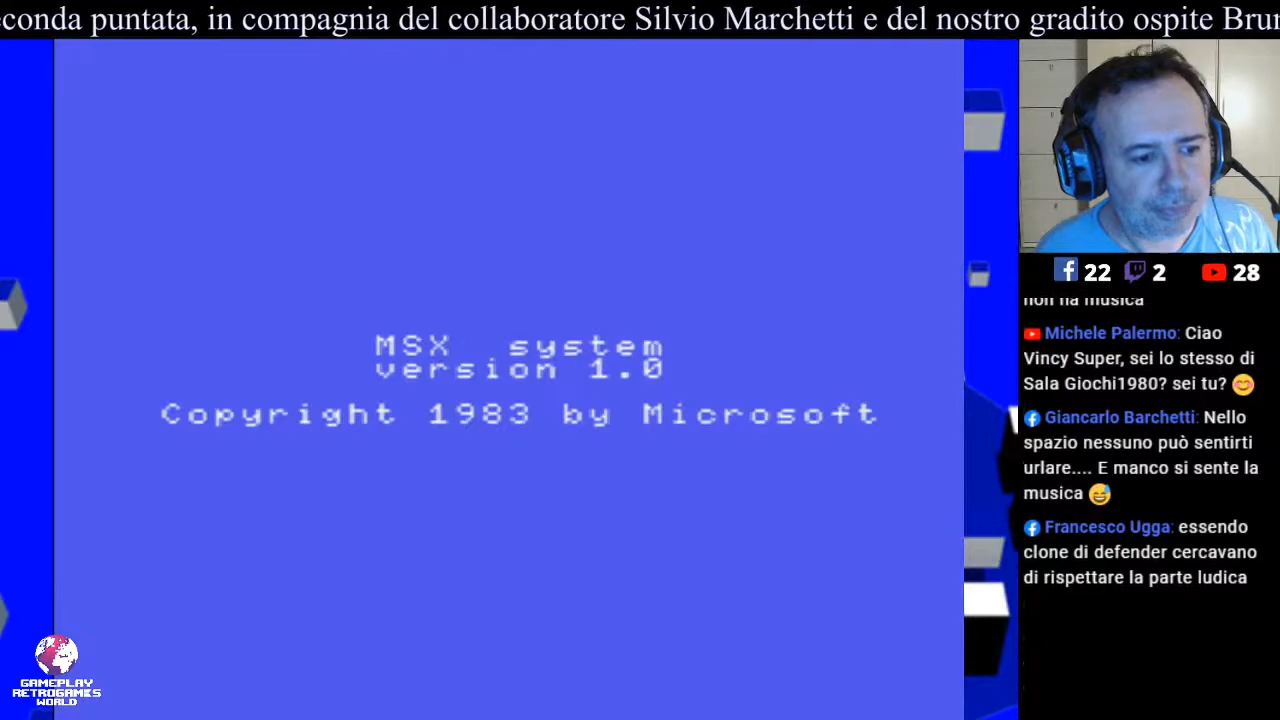 puntata, in compagnia del collaboratore Silvio Marchetti e del nostro gradito ospite
MSX system
version 1.0
Copyright 1983 by Microsoft
22 2 28
non ha musica
Michele Palermo: Ciao
Vincy Super, sei lo stesso di
Sala Giochi1980? sei tu? 😊
Giancarlo Barchetti: Nello
spazio nessuno può sentirti
urlare.... E manco si sente la
musica 😅
Francesco Ugga: essendo
clone di defender cercavano
di rispettare la parte ludica
GAMEPLAY
RETROGAMES
WORLD